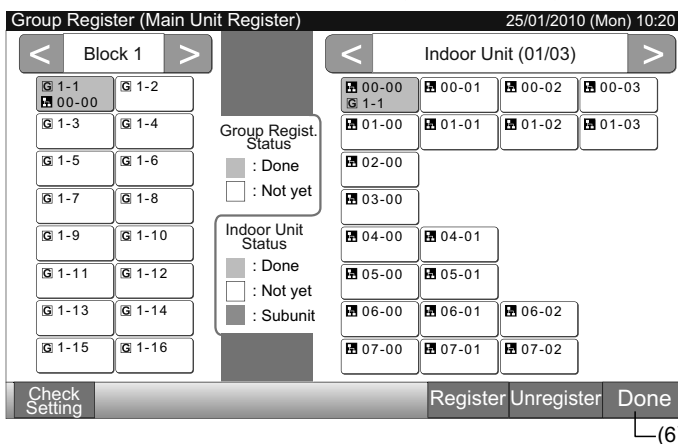 Group Register (Main Unit Register) 25/01/2010 (Mon) 10:20
< Block 1 > < Indoor Unit (01/03) >
G 1-1 G 1-2
00-00
G 1-3 G 1-4
G 1-5 G 1-6
G 1-7 G 1-8
G 1-9 G 1-10
G 1-11 G 1-12
G 1-13 G 1-14
G 1-15 G 1-16
Group Regist.
Status
: Done
: Not yet
Indoor Unit
Status
: Done
: Not yet
: Subunit
00-00 00-01 00-02 00-03
G 1-1
01-00 01-01 01-02 01-03
02-00
03-00
04-00 04-01
05-00 05-01
06-00 06-01 06-02
07-00 07-01 07-02
Check
Setting
Register Unregister Done
(6